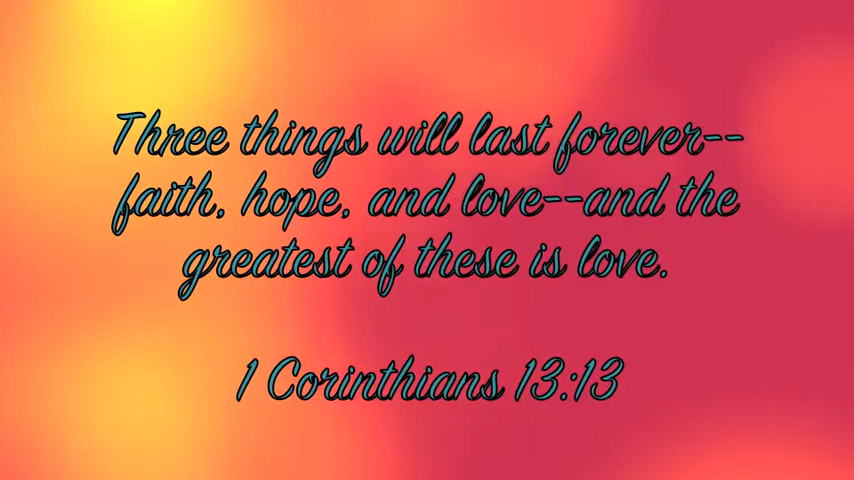 Three things will last forever--
faith, hope, and love--and the
greatest of these is love.
1 Corinthians 13:13